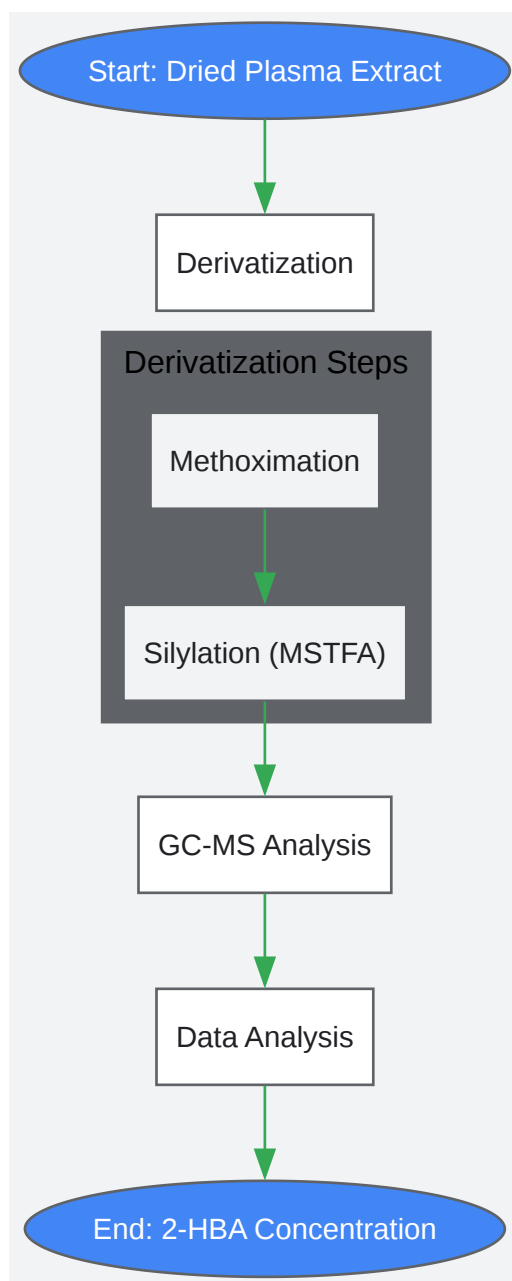 Start: Dried Plasma Extract
Derivatization
Derivatization Steps
Methoximation
Silylation (MSTFA)
GC-MS Analysis
Data Analysis
End: 2-HBA Concentration